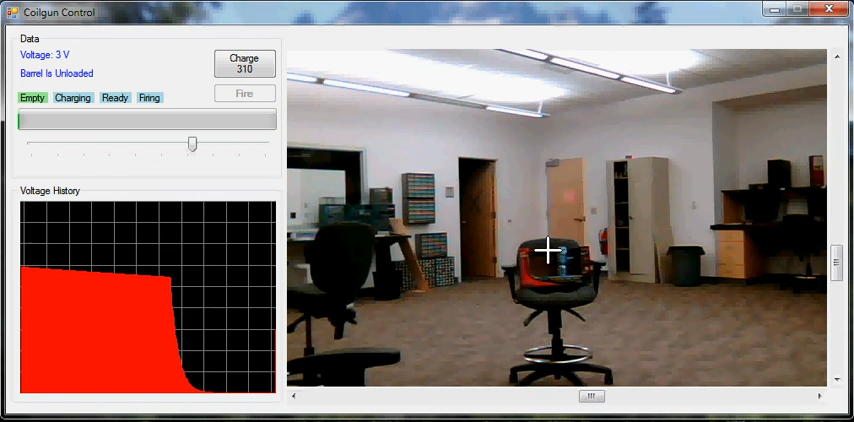 Coilgun Control
Data
Voltage: 3 V
Barrel Is Unloaded
Charge
310
Empty Charging Ready Firing
Fire
Voltage History